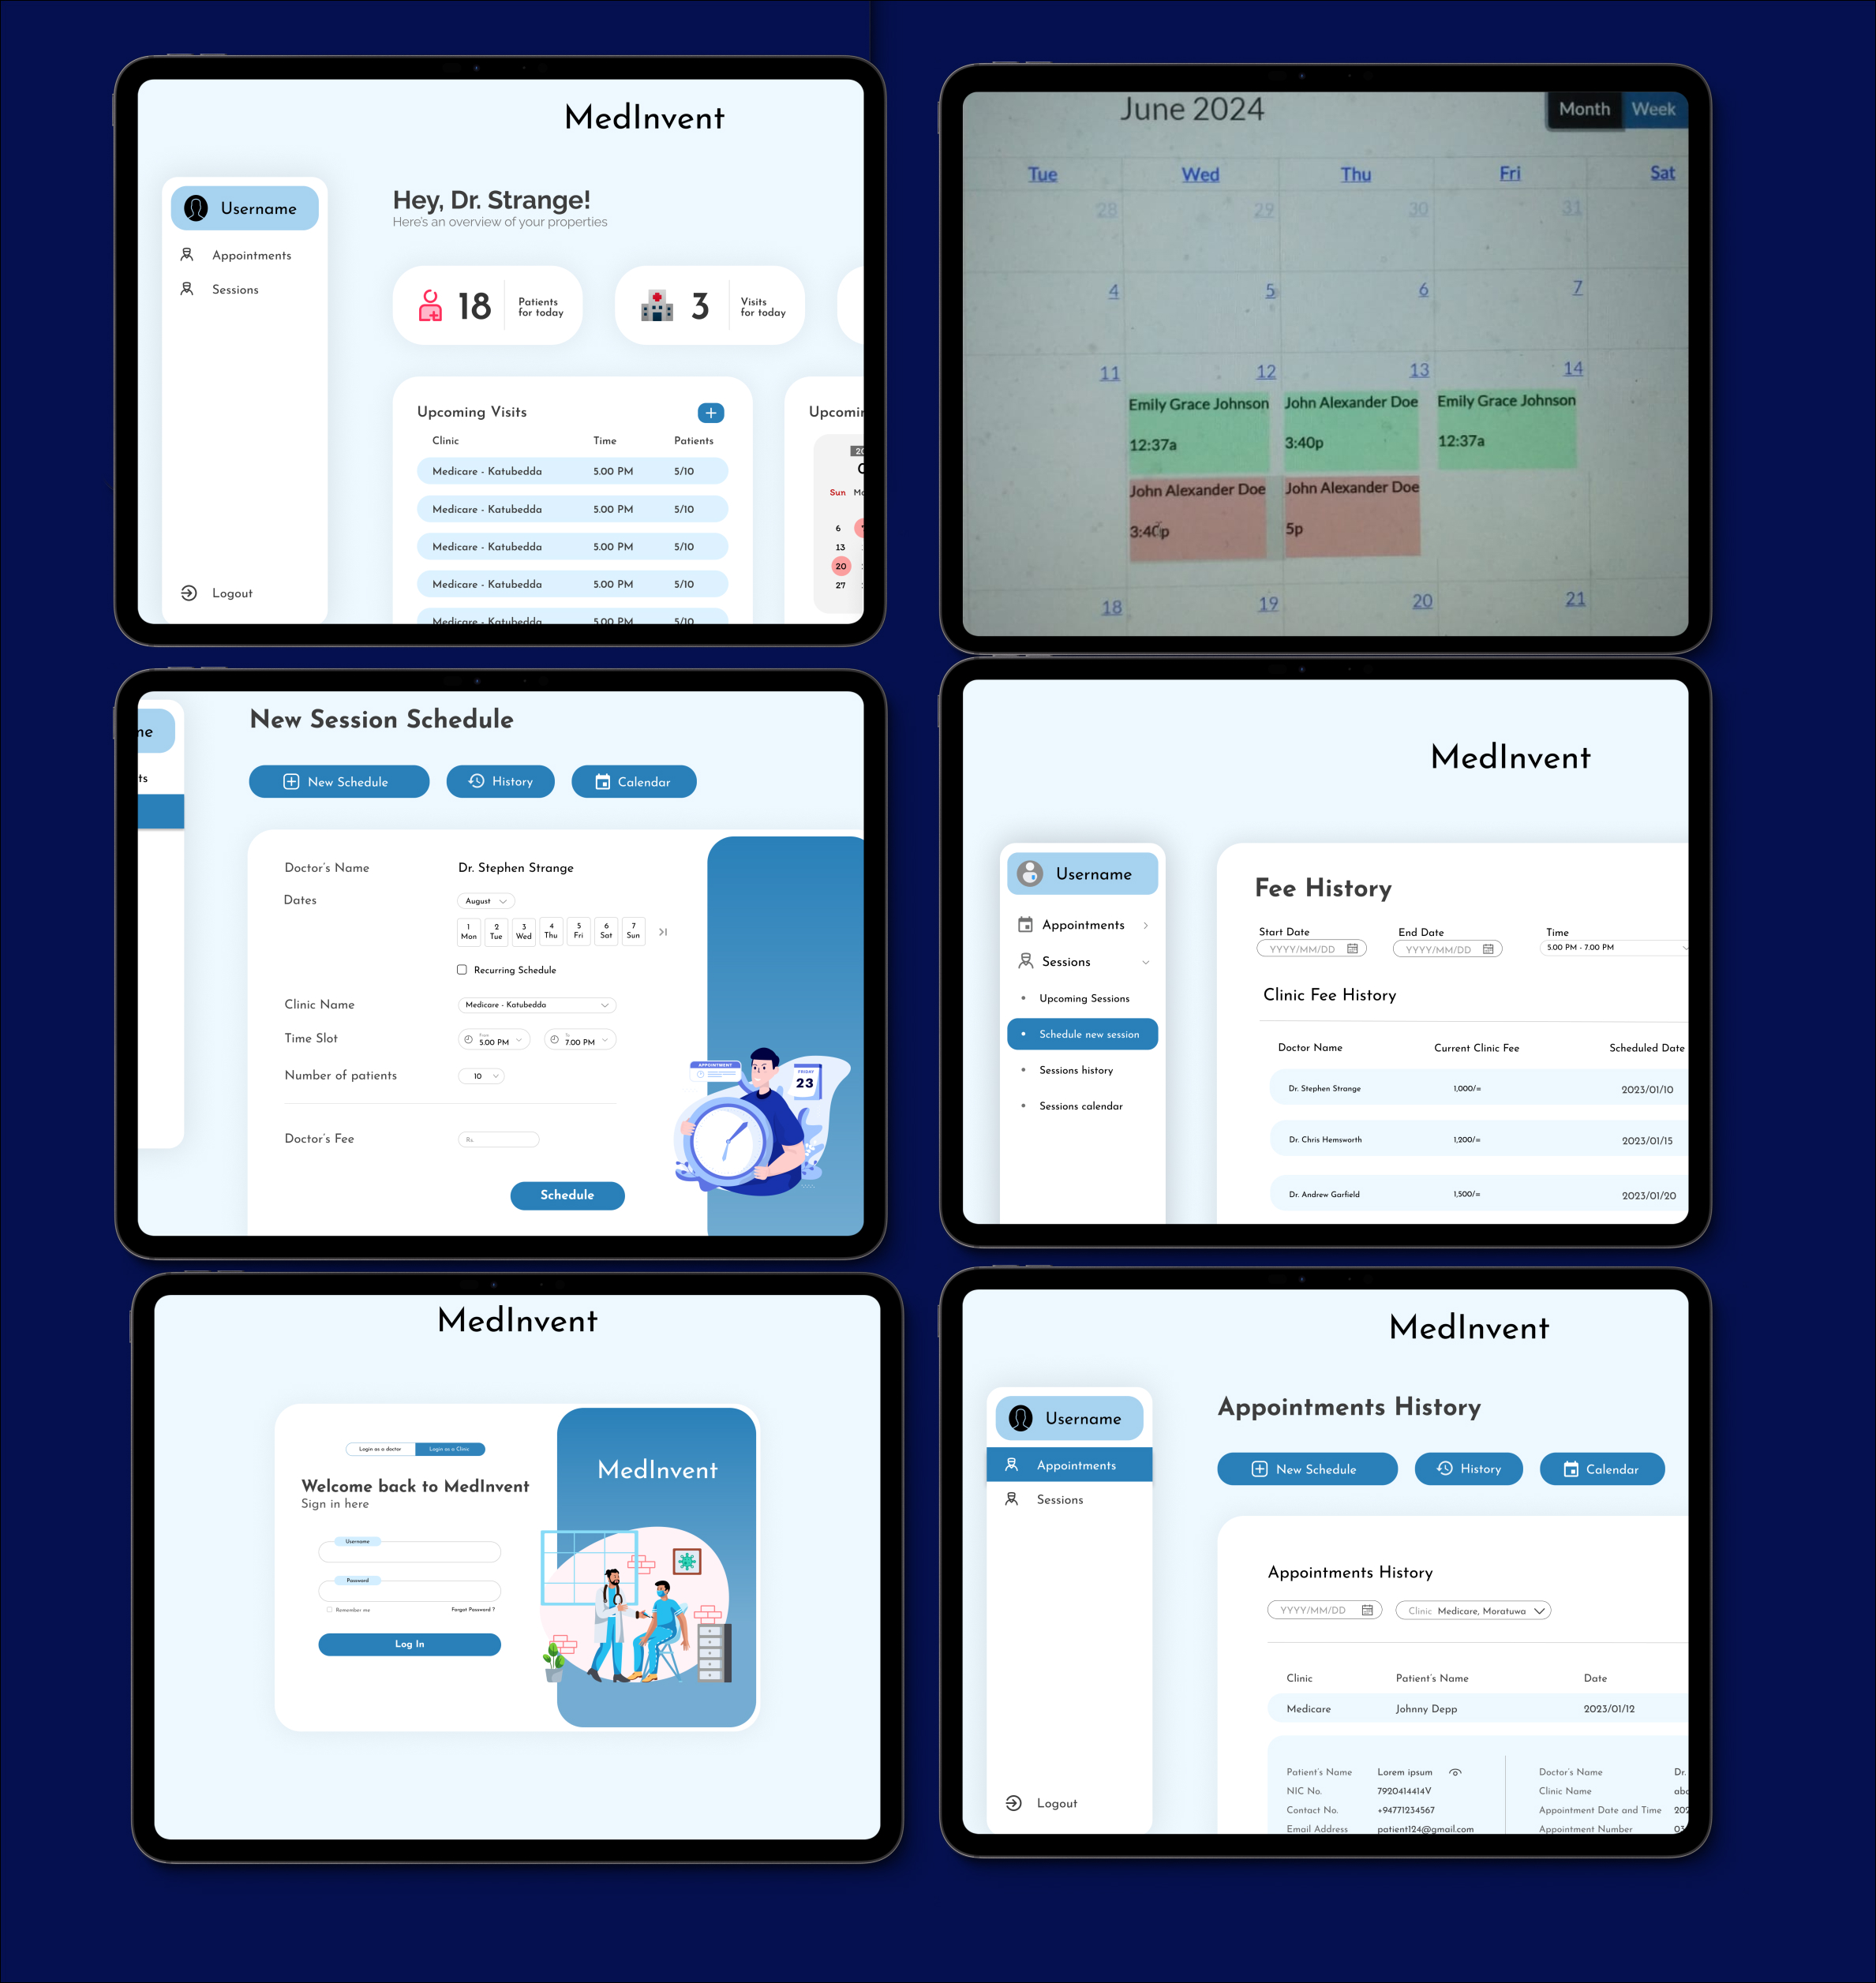 MedInvent
Username
Appointments
Sessions
Logout
Hey, Dr. Strange!
Here's an overview of your properties
18 Patients for today
3 Visits for today
Upcoming Visits
Clinic Time Patients
Medicare - Katubedda 5.00 PM 5/10
Medicare - Katubedda 5.00 PM 5/10
Medicare - Katubedda 5.00 PM 5/10
Medicare - Katubedda 5.00 PM 5/10
Medicare - Katubedda 5.00 PM 5/10
Sun
6
13
20
27
June 2024
Month Week
Tue Wed Thu Fri Sat
28 29 30 31
4 5 6 7
11 12 13 14
Emily Grace Johnson John Alexander Doe Emily Grace Johnson
12:37a 3:40p 12:37a
John Alexander Doe John Alexander Doe
3:40p 5p
18 19 20 21
New Session Schedule
New Schedule History Calendar
Doctor's Name Dr. Stephen Strange
Dates August
1 2 3 4 5 6 7
Mon Tue Wed Thu Fri Sat Sun
Recurring Schedule
Clinic Name Medicare - Katubedda
Time Slot From 5.00 PM To 7.00 PM
Number of patients 10
Doctor's Fee Rs.
Schedule
APPOINTMENT
FRIDAY
23
MedInvent
Username
Appointments
Sessions
Upcoming Sessions
Schedule new session
Sessions history
Sessions calendar
Fee History
Start Date End Date Time
YYYY/MM/DD YYYY/MM/DD 5.00 PM - 7.00 PM
Clinic Fee History
Doctor Name Current Clinic Fee Scheduled Date
Dr. Stephen Strange 1,000/= 2023/01/10
Dr. Chris Hemsworth 1,200/= 2023/01/15
Dr. Andrew Garfield 1,500/= 2023/01/20
MedInvent
Login as a doctor Login as a Clinic
Welcome back to MedInvent
Sign in here
Username
Password
Remember me Forgot Password ?
Log In
MedInvent
MedInvent
Username
Appointments
Sessions
Logout
Appointments History
New Schedule History Calendar
Appointments History
YYYY/MM/DD Clinic Medicare, Moratuwa
Clinic Patient's Name Date
Medicare Johnny Depp 2023/01/12
Patient's Name Lorem ipsum Doctor's Name Dr.
NIC No. 7920414414V Clinic Name
Contact No. +94771234567 Appointment Date and Time
Email Address patient124@gmail.com Appointment Number